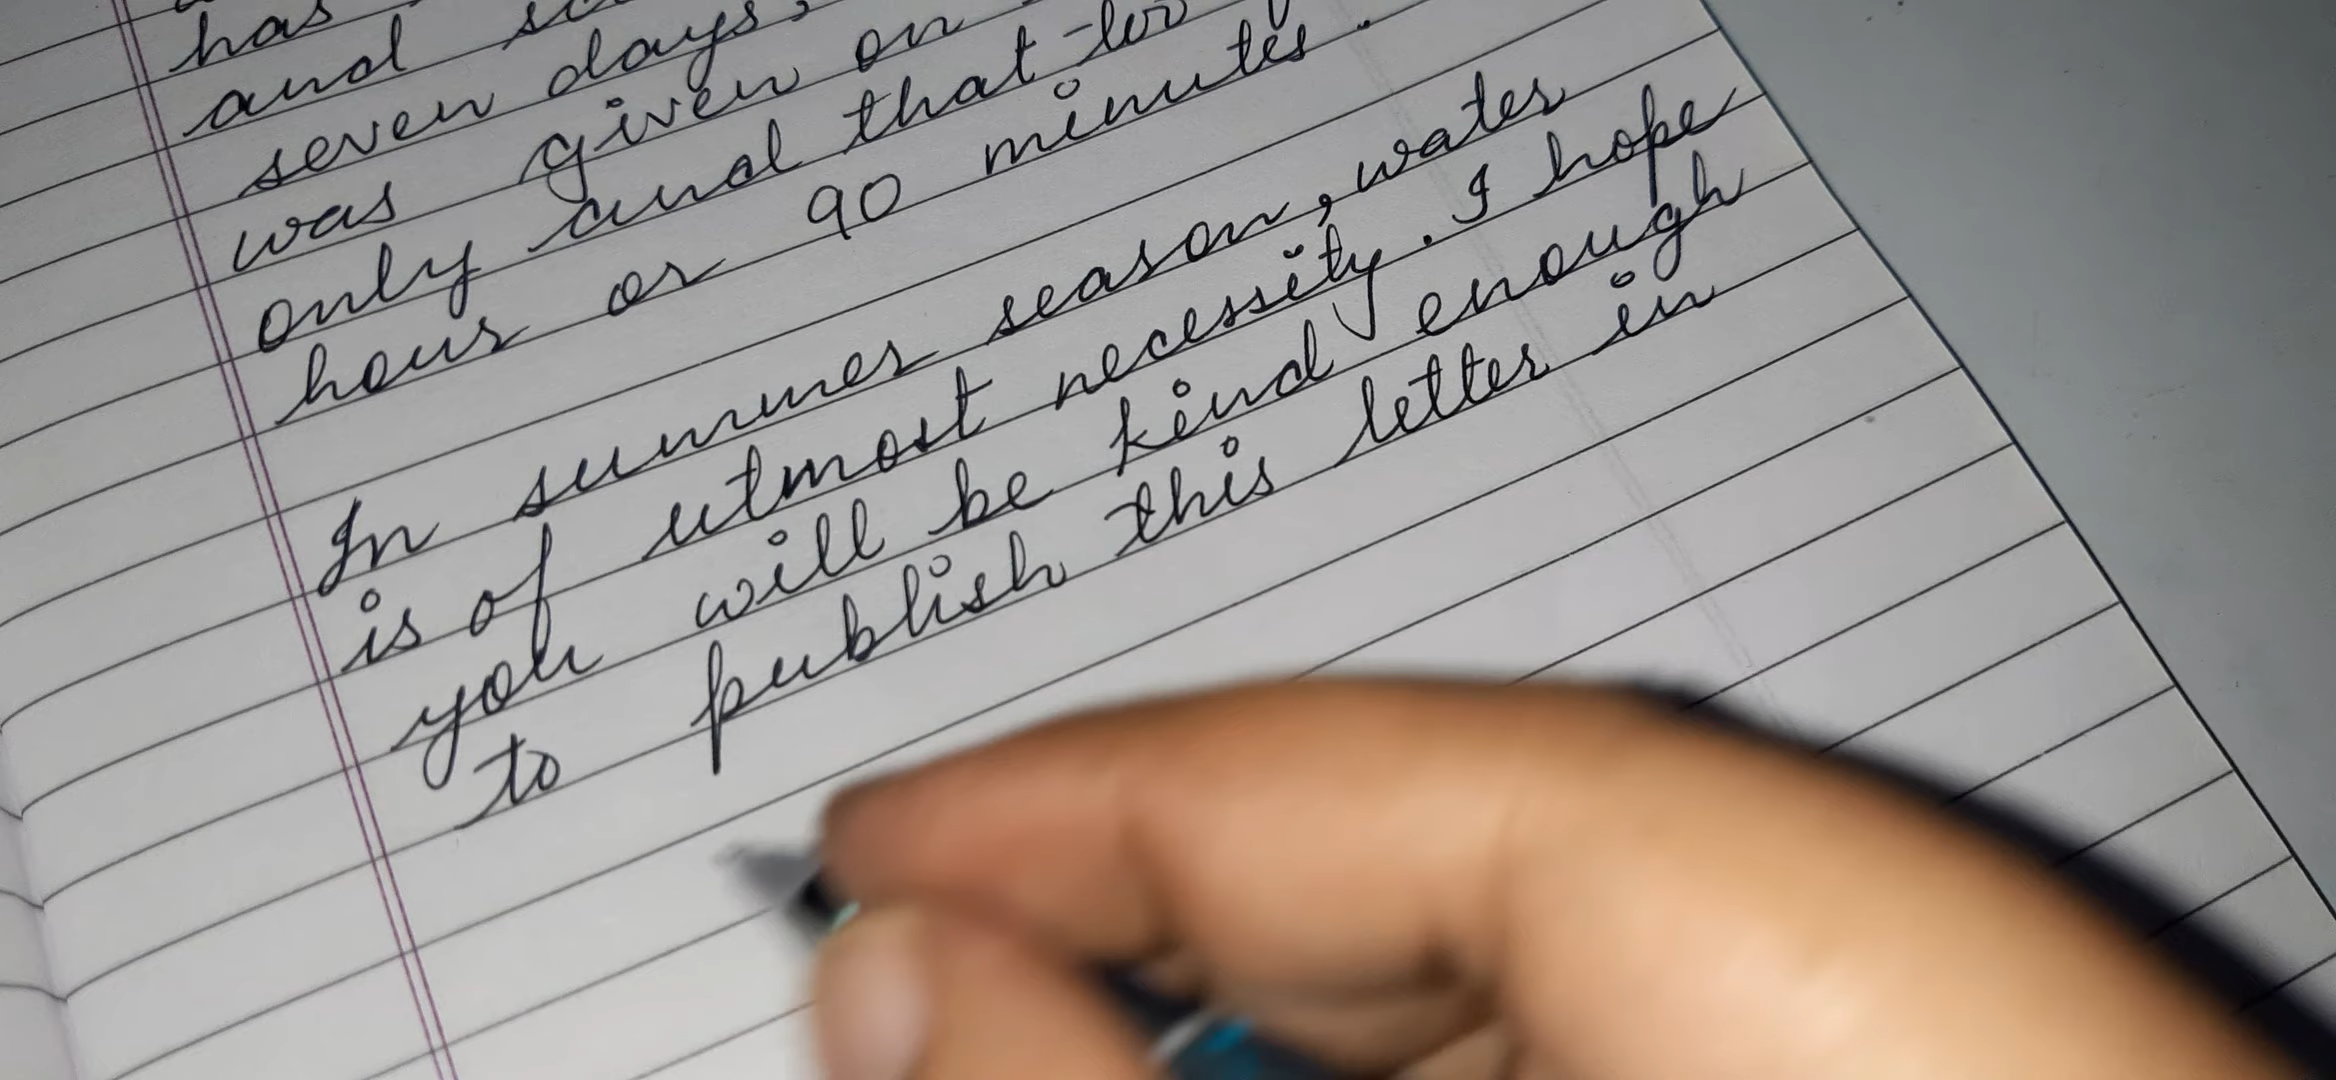 has
and
seven days,
was given on
only and that too
hour or 90 minutes.
In summer season, water
is of utmost necessity. I hope
you will be kind enough
to publish this letter in